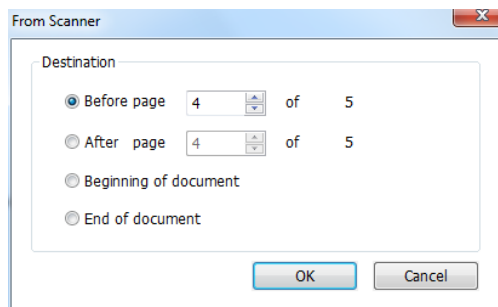 From Scanner
Destination
Before page 4 of 5
After page 4 of 5
Beginning of document
End of document
OK Cancel